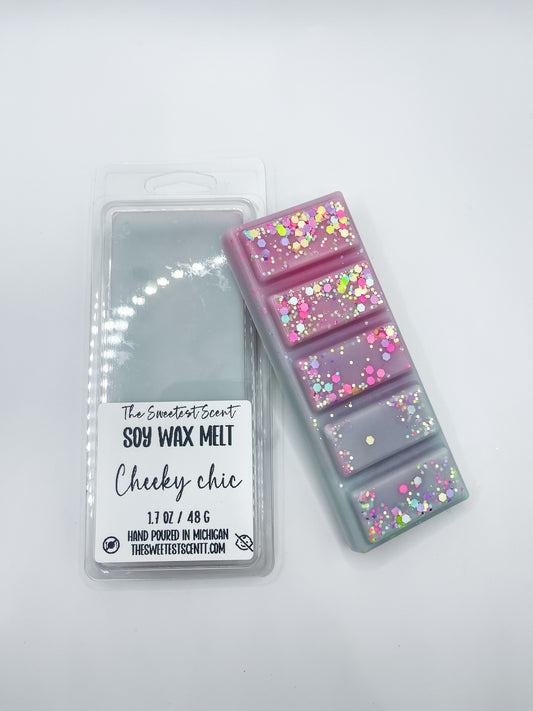 The Sweetest Scent
SOY WAX MELT
Cheeky chic
1.7 OZ / 48 G
HAND POURED IN MICHIGAN
THESWEETESTSCENTT.COM